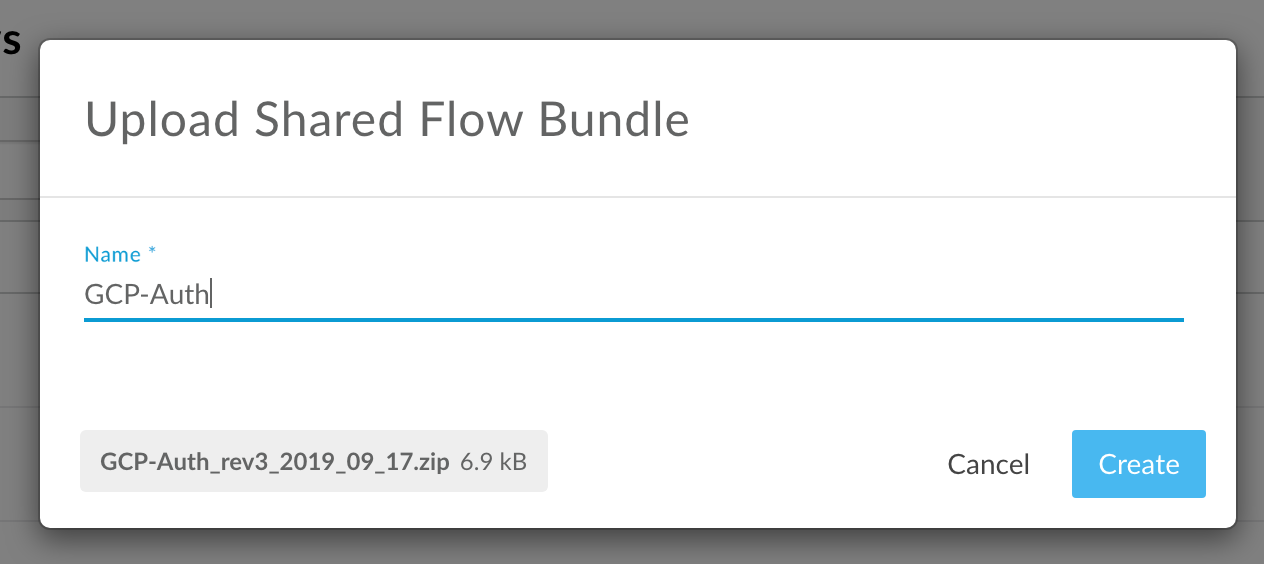 Upload Shared Flow Bundle
Name *
GCP-Auth
GCP-Auth_rev3_2019_09_17.zip 6.9 kB
Cancel
Create